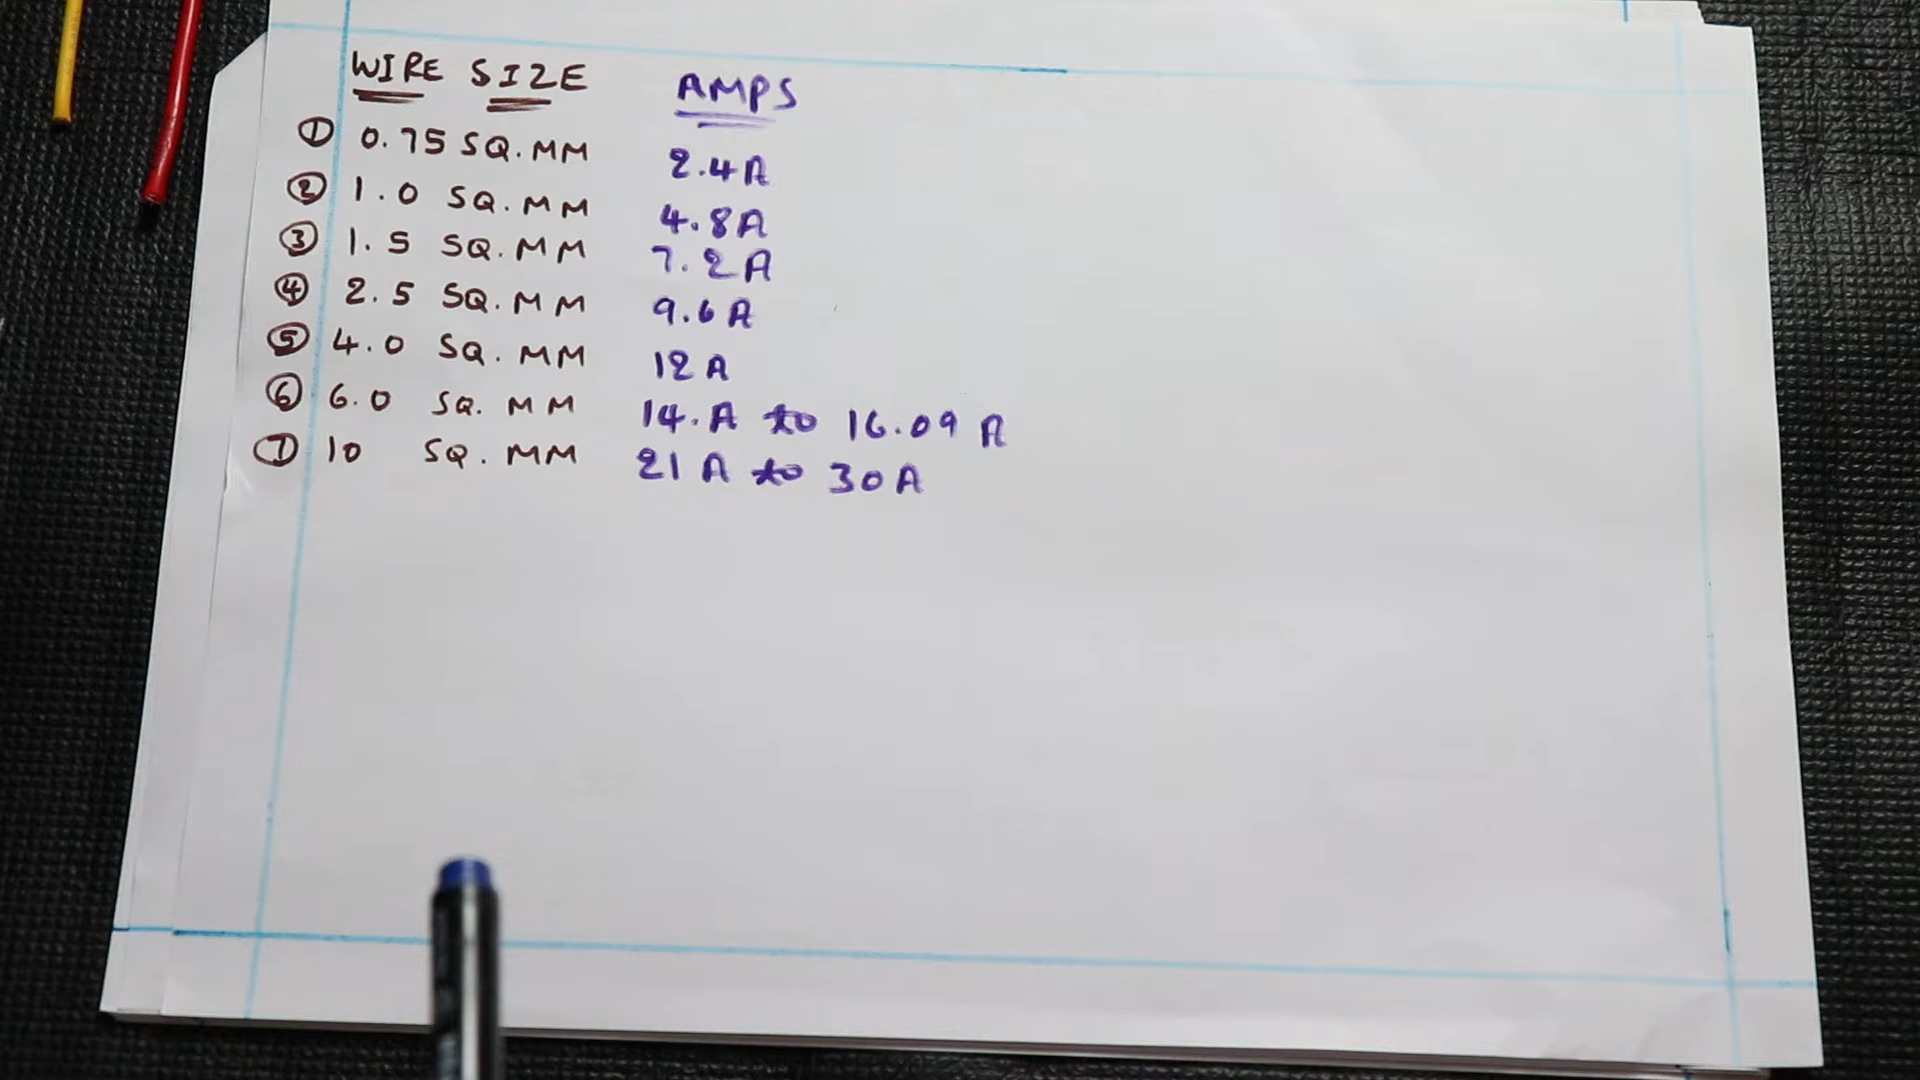 WIRE SIZE AMPS
① 0.75 SQ.MM 2.4A
② 1.0 SQ.MM 4.8A
③ 1.5 SQ.MM 7.2A
④ 2.5 SQ.MM 9.6A
⑤ 4.0 SQ.MM 12A
⑥ 6.0 SQ.MM 14.A to 16.09 A
⑦ 10 SQ.MM 21 A to 30A